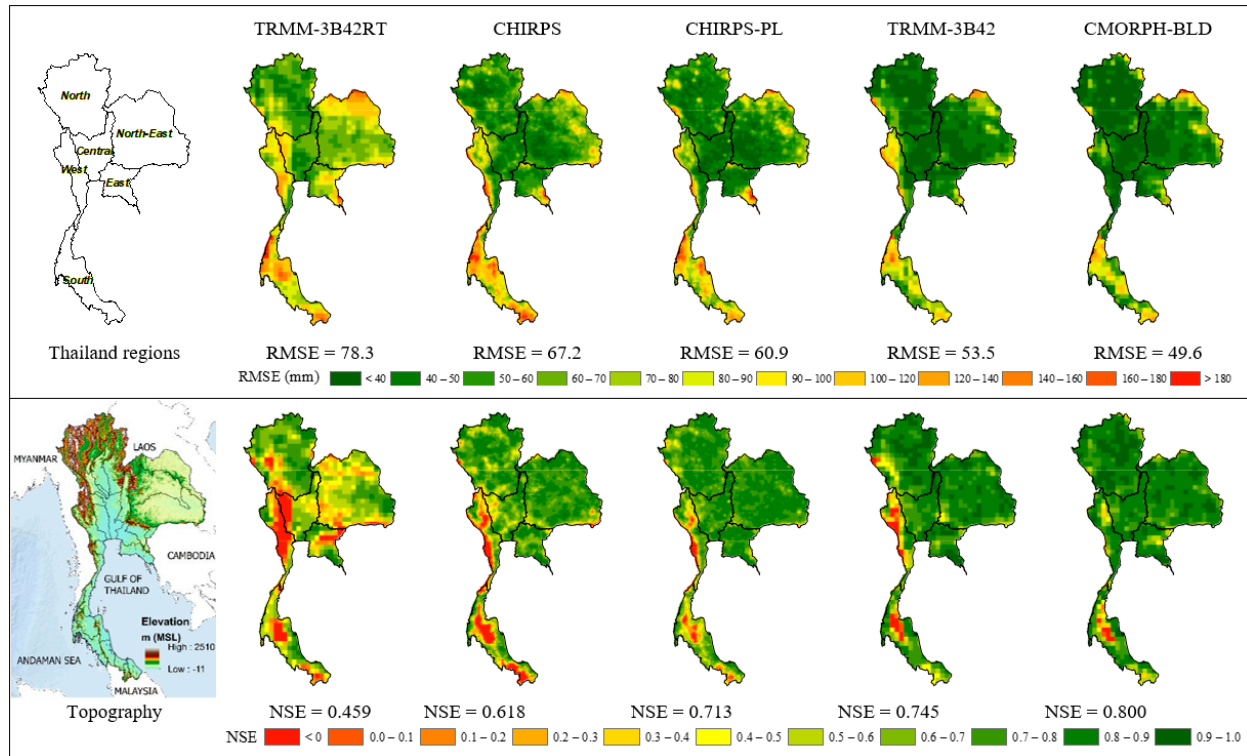 TRMM-3B42RT CHIRPS CHIRPS-PL TRMM-3B42 CMORPH-BLD
North
North-East
Central
West
East
South
Thailand regions RMSE = 78.3 RMSE = 67.2 RMSE = 60.9 RMSE = 53.5 RMSE = 49.6
RMSE (mm) < 40 40 – 50 50 – 60 60 – 70 70 – 80 80 – 90 90 – 100 100 – 120 120 – 140 140 – 160 160 – 180 > 180
LAOS
MYANMAR
CAMBODIA
GULF OF
THAILAND
Elevation
m (MSL)
High : 2510
ANDAMAN SEA
Low : -11
MALAYSIA
Topography NSE = 0.459 NSE = 0.618 NSE = 0.713 NSE = 0.745 NSE = 0.800
NSE < 0 0.0 – 0.1 0.1 – 0.2 0.2 – 0.3 0.3 – 0.4 0.4 – 0.5 0.5 – 0.6 0.6 – 0.7 0.7 – 0.8 0.8 – 0.9 0.9 – 1.0